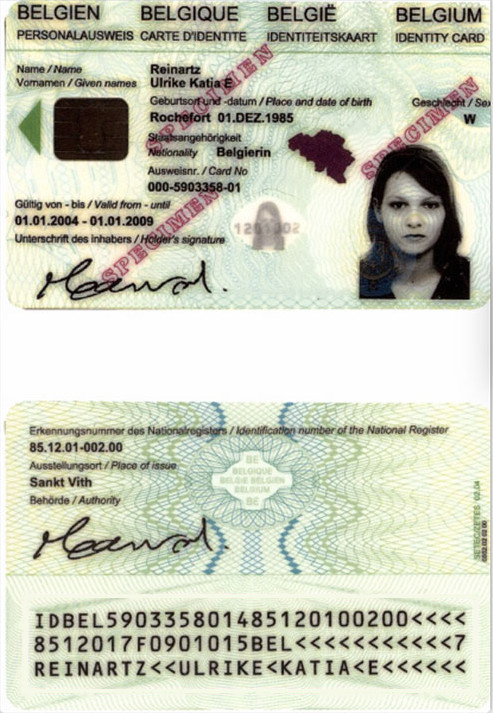 BELGIEN BELGIQUE BELGIË BELGIUM
PERSONALAUSWEIS CARTE D'IDENTITE IDENTITEITSKAART IDENTITY CARD
Name / Name Reinartz
Vornamen / Given names Ulrike Katia E
Geburtsort und -datum / Place and date of birth Geschlecht / Sex
Rochefort 01.DEZ.1985 W
Staatsangehörigkeit
Nationality Belgierin
Ausweisnr. / Card No
000-5903358-01
Gültig von - bis / Valid from - until
01.01.2004 - 01.01.2009
Unterschrift des Inhabers / Holder's signature
SPECIMEN
SPECIMEN
SPECIMEN
Erkennungsnummer des Nationalregisters / Identification number of the National Register
85.12.01-002.00
Ausstellungsort / Place of issue
Sankt Vith
Behörde / Authority
BE
BELGIQUE
BELGIË BELGIEN
BELGIUM
BE
IDBEL590335801485120100200<<<<
8512017F0901015BEL<<<<<<<<<<<7
REINARTZ<<ULRIKE<KATIA<E<<<<<<